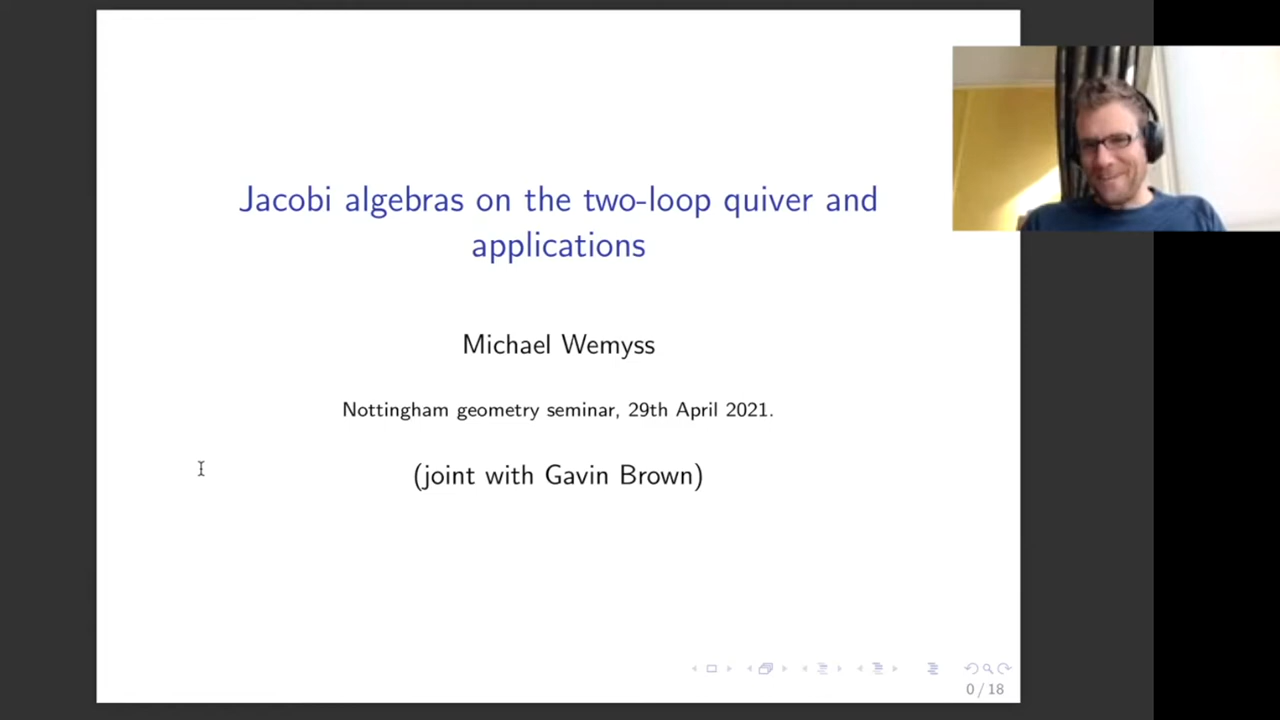 Jacobi algebras on the two-loop quiver and
applications
Michael Wemyss
Nottingham geometry seminar, 29th April 2021.
(joint with Gavin Brown)
0 / 18